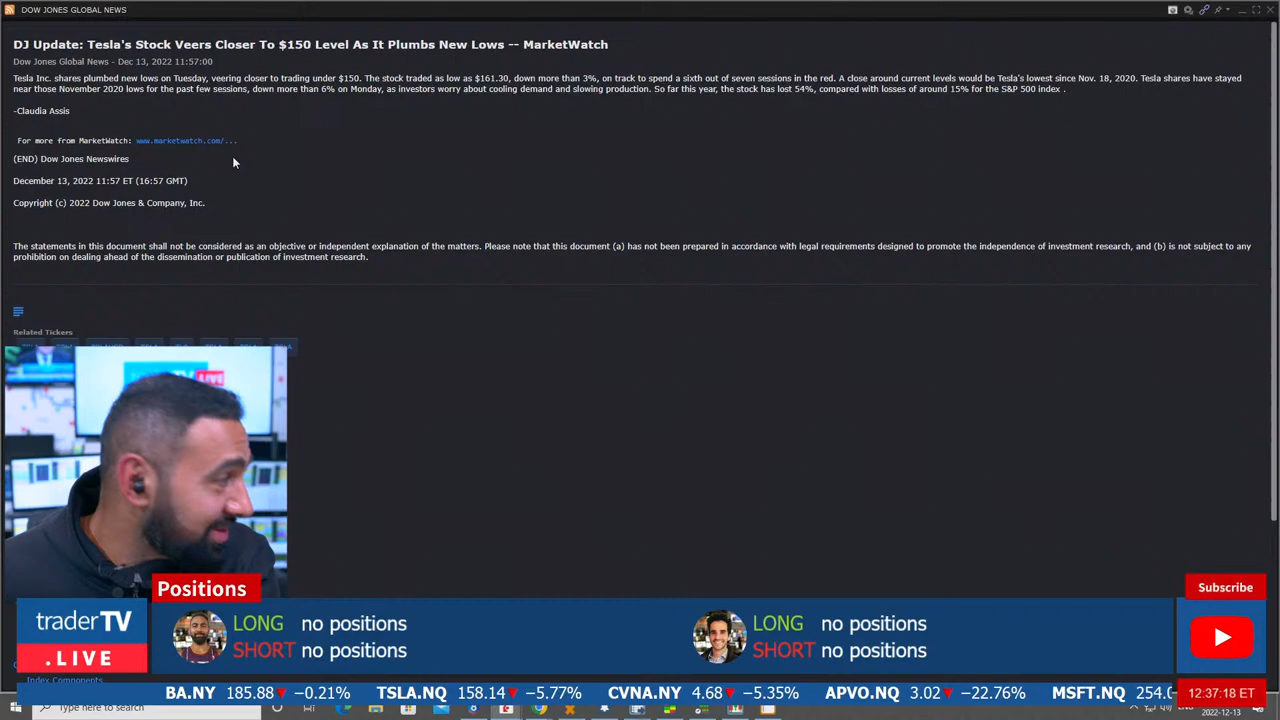 DOW JONES GLOBAL NEWS
DJ Update: Tesla's Stock Veers Closer To $150 Level As It Plumbs New Lows -- MarketWatch
Dow Jones Global News - Dec 13, 2022 11:57:00
Tesla Inc. shares plumbed new lows on Tuesday, veering closer to trading under $150. The stock traded as low as $161.30, down more than 3%, on track to spend a sixth out of seven sessions in the red. A close around current levels would be Tesla's lowest since Nov. 18, 2020. Tesla shares have stayed
near those November 2020 lows for the past few sessions, down more than 6% on Monday, as investors worry about cooling demand and slowing production. So far this year, the stock has lost 54%, compared with losses of around 15% for the S&P 500 index .
-Claudia Assis
For more from MarketWatch: www.marketwatch.com/...
(END) Dow Jones Newswires
December 13, 2022 11:57 ET (16:57 GMT)
Copyright (c) 2022 Dow Jones & Company, Inc.
The statements in this document shall not be considered as an objective or independent explanation of the matters. Please note that this document (a) has not been prepared in accordance with legal requirements designed to promote the independence of investment research, and (b) is not subject to any
prohibition on dealing ahead of the dissemination or publication of investment research.
Related Tickers
LIVE
Positions
Subscribe
traderTV
.LIVE
LONG no positions
SHORT no positions
LONG no positions
SHORT no positions
Index Components
BA.NY 185.88 -0.21% TSLA.NQ 158.14 -5.77% CVNA.NY 4.68 -5.35% APVO.NQ 3.02 -22.76% MSFT.NQ 254.0
12:37:18 ET
Type here to search
2022-12-13